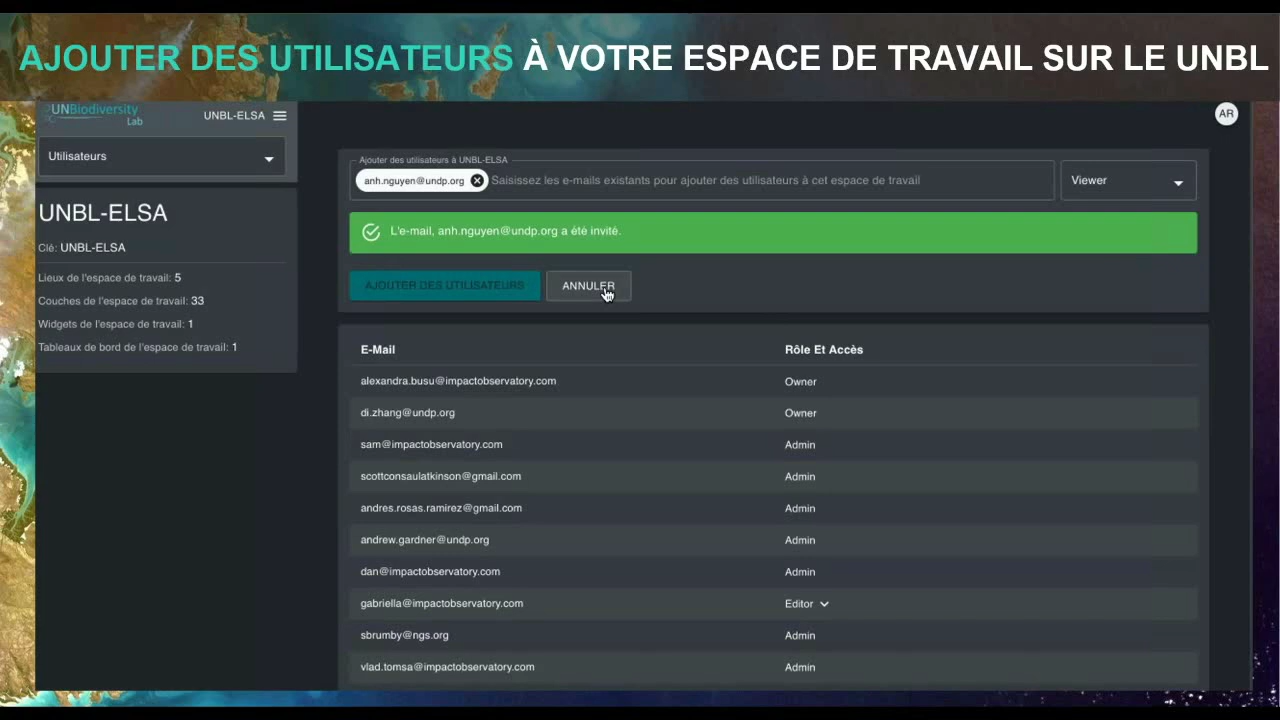 AJOUTER DES UTILISATEURS À VOTRE ESPACE DE TRAVAIL SUR LE UNBL
UNBiodiversity
Lab
UNBL-ELSA
AR
Utilisateurs
UNBL-ELSA
Clé: UNBL-ELSA
Lieux de l'espace de travail: 5
Couches de l'espace de travail: 33
Widgets de l'espace de travail: 1
Tableaux de bord de l'espace de travail: 1
Ajouter des utilisateurs à UNBL-ELSA
anh.nguyen@undp.org Saisissez les e-mails existants pour ajouter des utilisateurs à cet espace de travail
Viewer
L'e-mail, anh.nguyen@undp.org a été invité.
AJOUTER DES UTILISATEURS ANNULER
E-Mail Rôle Et Accès
alexandra.busu@impactobservatory.com Owner
di.zhang@undp.org Owner
sam@impactobservatory.com Admin
scottconsaulatkinson@gmail.com Admin
andres.rosas.ramirez@gmail.com Admin
andrew.gardner@undp.org Admin
dan@impactobservatory.com Admin
gabriella@impactobservatory.com Editor
sbrumby@ngs.org Admin
vlad.tomsa@impactobservatory.com Admin